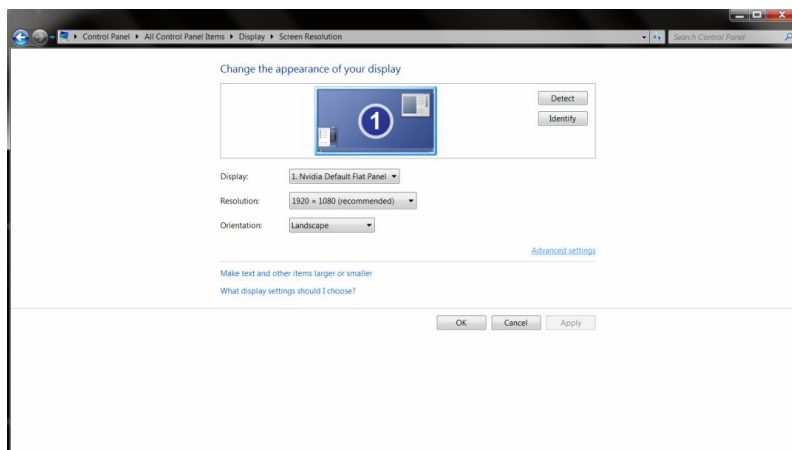 Control Panel ▸ All Control Panel Items ▸ Display ▸ Screen Resolution
Search Control Panel
Change the appearance of your display
1
Detect
Identify
Display: 1. Nvidia Default Flat Panel
Resolution: 1920 × 1080 (recommended)
Orientation: Landscape
Advanced settings
Make text and other items larger or smaller
What display settings should I choose?
OK Cancel Apply